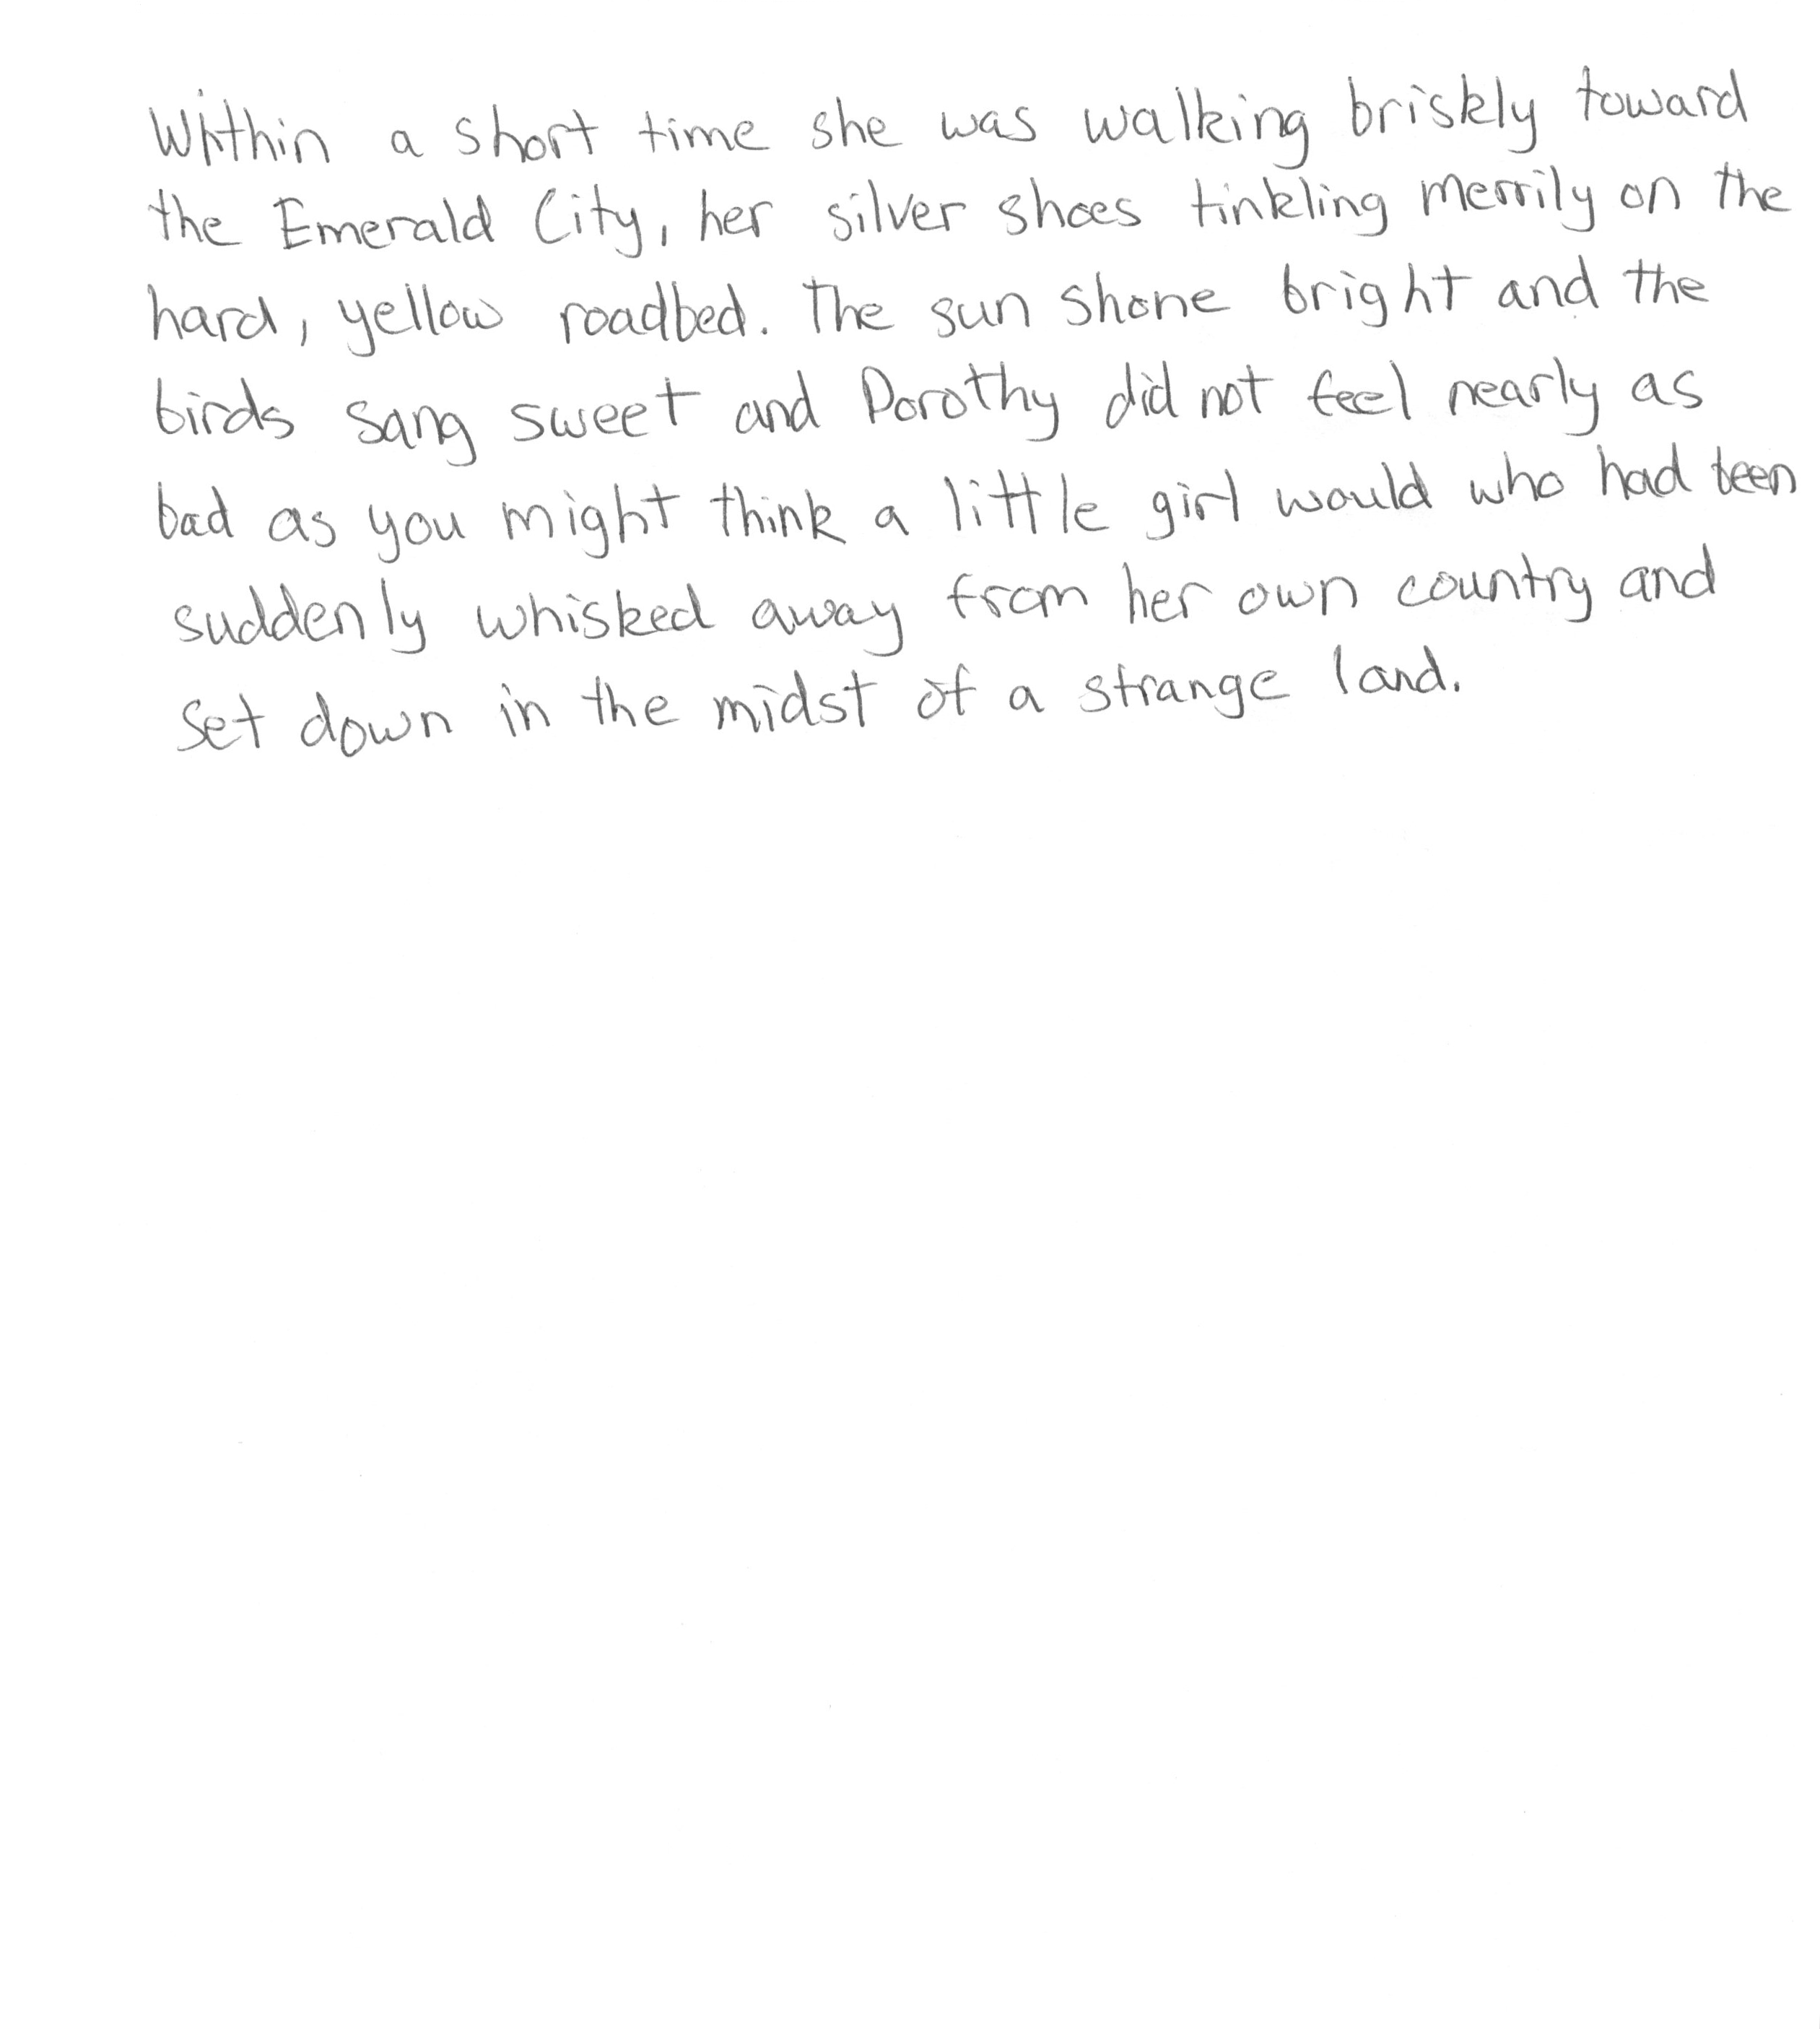 Within a short time she was walking briskly toward
the Emerald City, her silver shoes tinkling merrily on the
hard, yellow roadbed. The sun shone bright and the
birds sang sweet and Dorothy did not feel nearly as
bad as you might think a little girl would who had been
suddenly whisked away from her own country and
set down in the midst of a strange land.